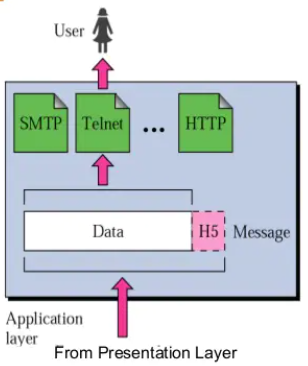 User
SMTP Telnet ... HTTP
Data H5 Message
Application
layer
From Presentation Layer